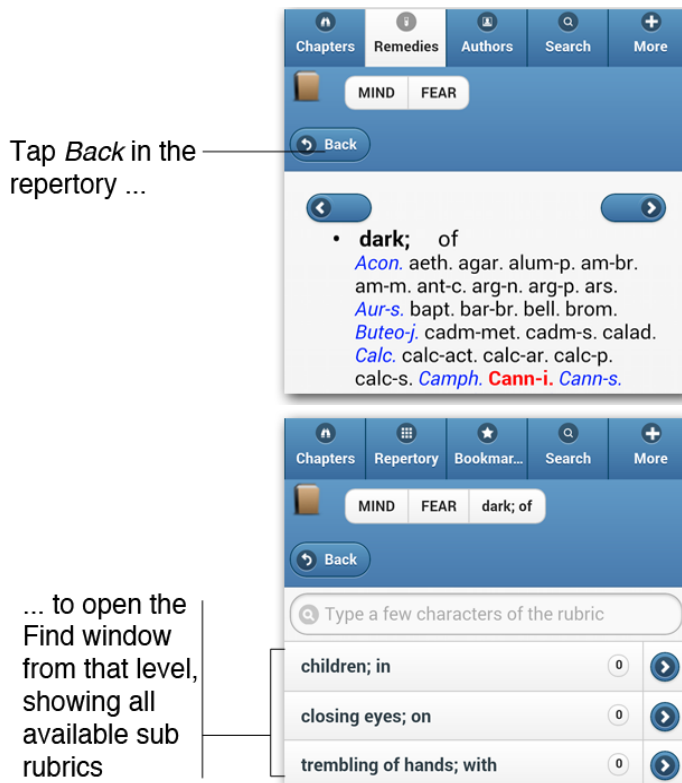 Chapters Remedies Authors Search More
MIND FEAR
Back
Tap Back in the
repertory ...
• dark; of
Acon. aeth. agar. alum-p. am-br.
am-m. ant-c. arg-n. arg-p. ars.
Aur-s. bapt. bar-br. bell. brom.
Buteo-j. cadm-met. cadm-s. calad.
Calc. calc-act. calc-ar. calc-p.
calc-s. Camph. Cann-i. Cann-s.
Chapters Repertory Bookmar... Search More
MIND FEAR dark; of
Back
... to open the
Find window
from that level,
showing all
available sub
rubrics
Type a few characters of the rubric
children; in 0
closing eyes; on 0
trembling of hands; with 0